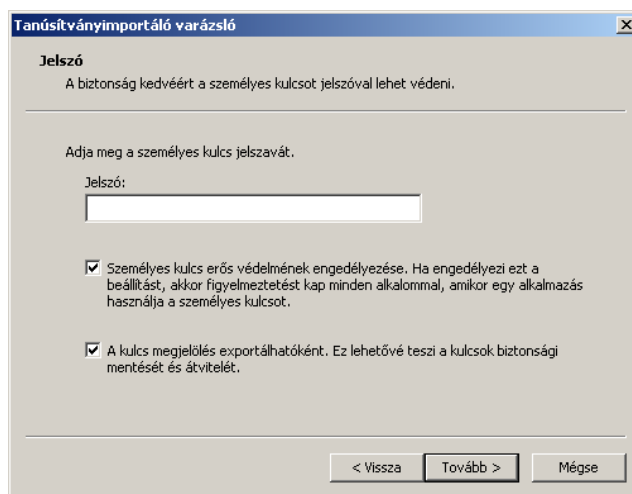 Tanúsítványimportáló varázsló
Jelszó
A biztonság kedvéért a személyes kulcsot jelszóval lehet védeni.
Adja meg a személyes kulcs jelszavát.
Jelszó:
Személyes kulcs erős védelmének engedélyezése. Ha engedélyezi ezt a
beállítást, akkor figyelmeztetést kap minden alkalommal, amikor egy alkalmazás
használja a személyes kulcsot.
A kulcs megjelölés exportálhatóként. Ez lehetővé teszi a kulcsok biztonsági
mentését és átvitelét.
< Vissza
Tovább >
Mégse